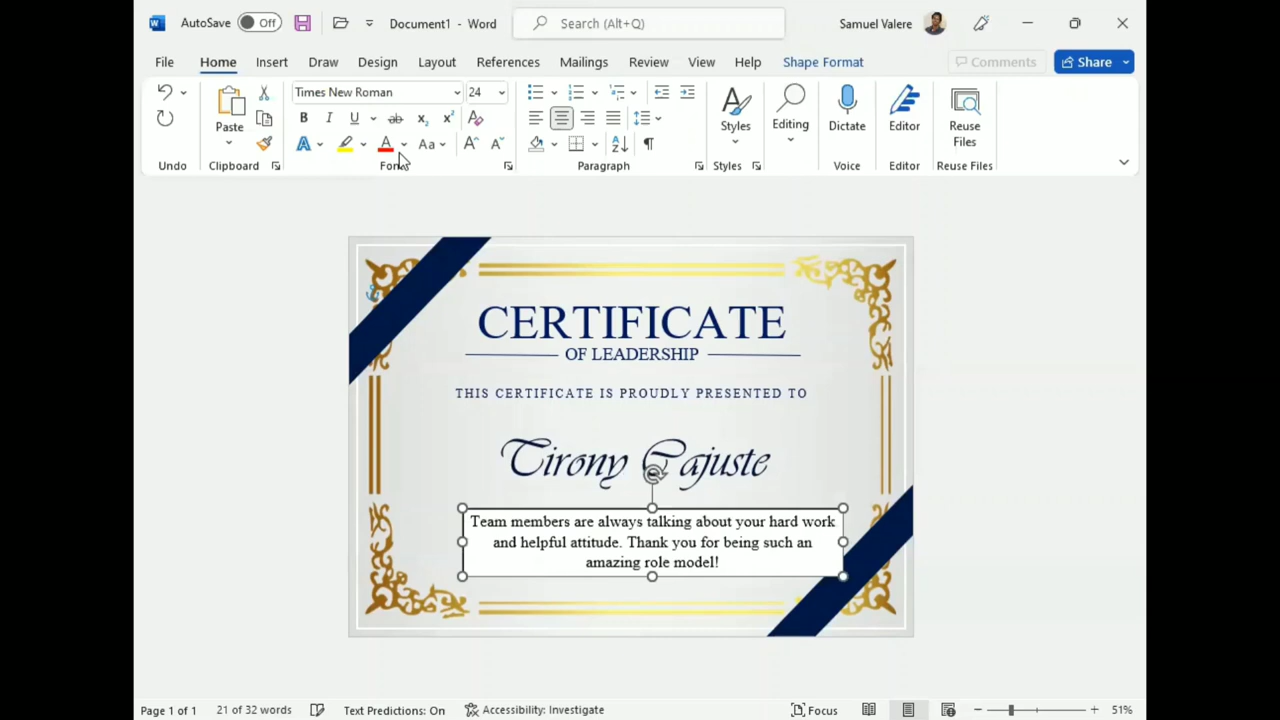 AutoSave Off Document1 - Word Search (Alt+Q) Samuel Valere
File Home Insert Draw Design Layout References Mailings Review View Help Shape Format Comments Share
Times New Roman 24
Paste Styles Editing Dictate Editor Reuse Files
B I U ab x₂ x² A
A A Aa A A
Undo Clipboard Font Paragraph Styles Voice Editor Reuse Files
CERTIFICATE
OF LEADERSHIP
THIS CERTIFICATE IS PROUDLY PRESENTED TO
Tirony Cajuste
Team members are always talking about your hard work
and helpful attitude. Thank you for being such an
amazing role model!
Page 1 of 1 21 of 32 words Text Predictions: On Accessibility: Investigate Focus 51%